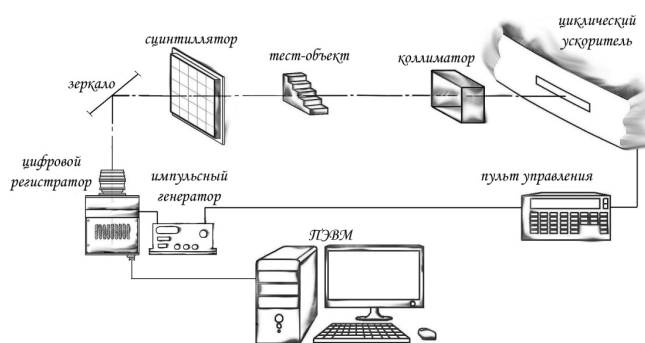 циклический
ускоритель
сцинтиллятор
тест-объект
коллиматор
зеркало
цифровой
регистратор
импульсный
генератор
пульт управления
ПЭВМ